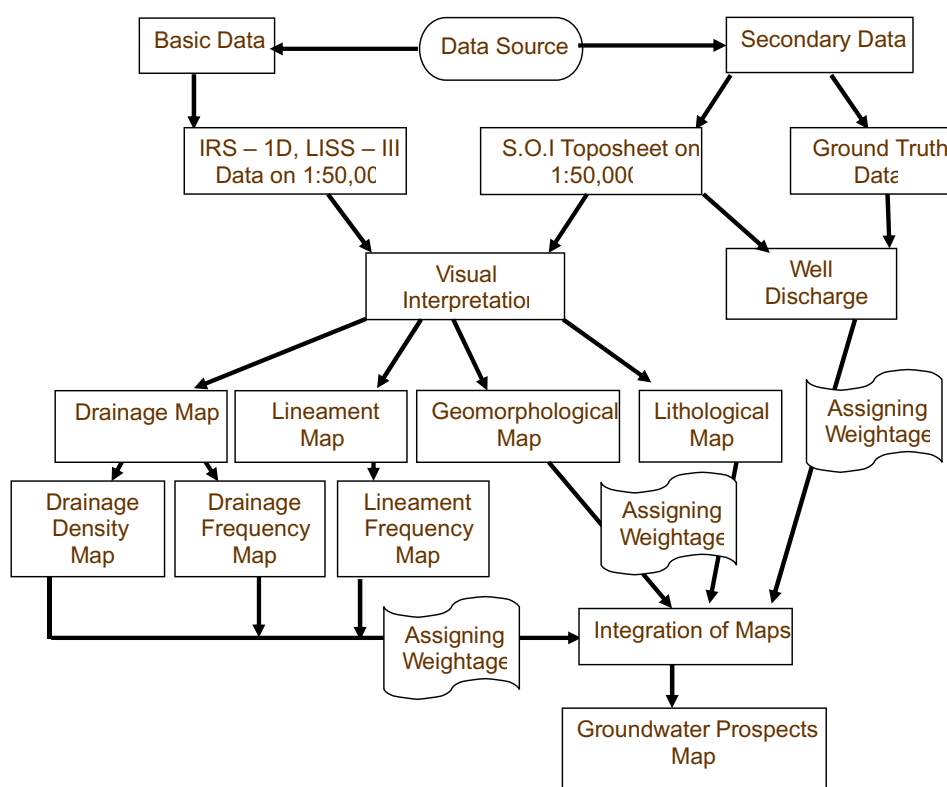 Basic Data
Data Source
Secondary Data
IRS – 1D, LISS – III
Data on 1:50,00
S.O.I Toposheet on
1:50,000
Ground Truth
Data
Visual
Interpretation
Well
Discharge
Drainage Map
Lineament
Map
Geomorphological
Map
Lithological
Map
Assigning
Weightage
Drainage
Density
Map
Drainage
Frequency
Map
Lineament
Frequency
Map
Assigning
Weightage
Assigning
Weightage
Integration of Maps
Groundwater Prospects
Map